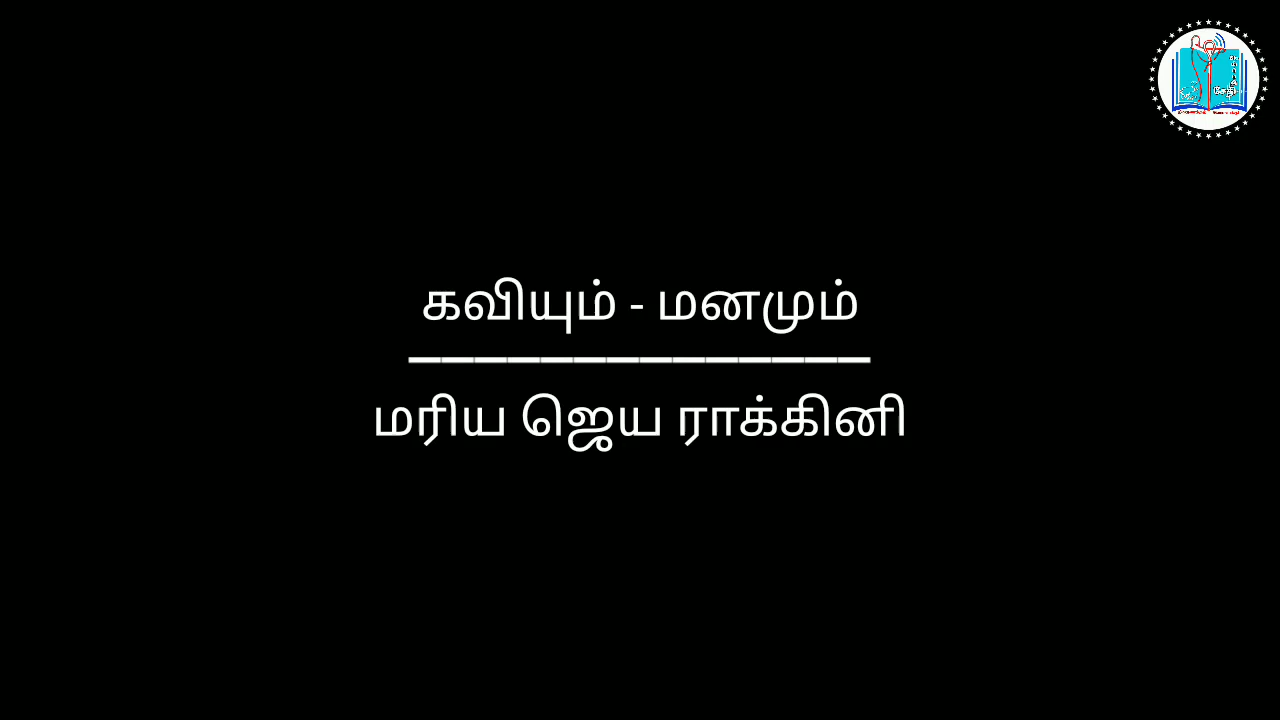 கவியும் - மனமும்
மரிய ஜெய ராக்கினி